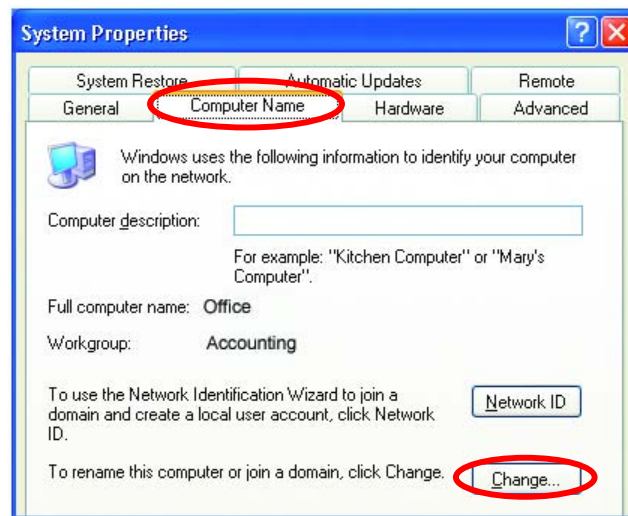 System Properties
System Restore Automatic Updates Remote
General Computer Name Hardware Advanced
Windows uses the following information to identify your computer
on the network.
Computer description:
For example: "Kitchen Computer" or "Mary's
Computer".
Full computer name: Office
Workgroup: Accounting
To use the Network Identification Wizard to join a
domain and create a local user account, click Network
ID.
Network ID
To rename this computer or join a domain, click Change.
Change...